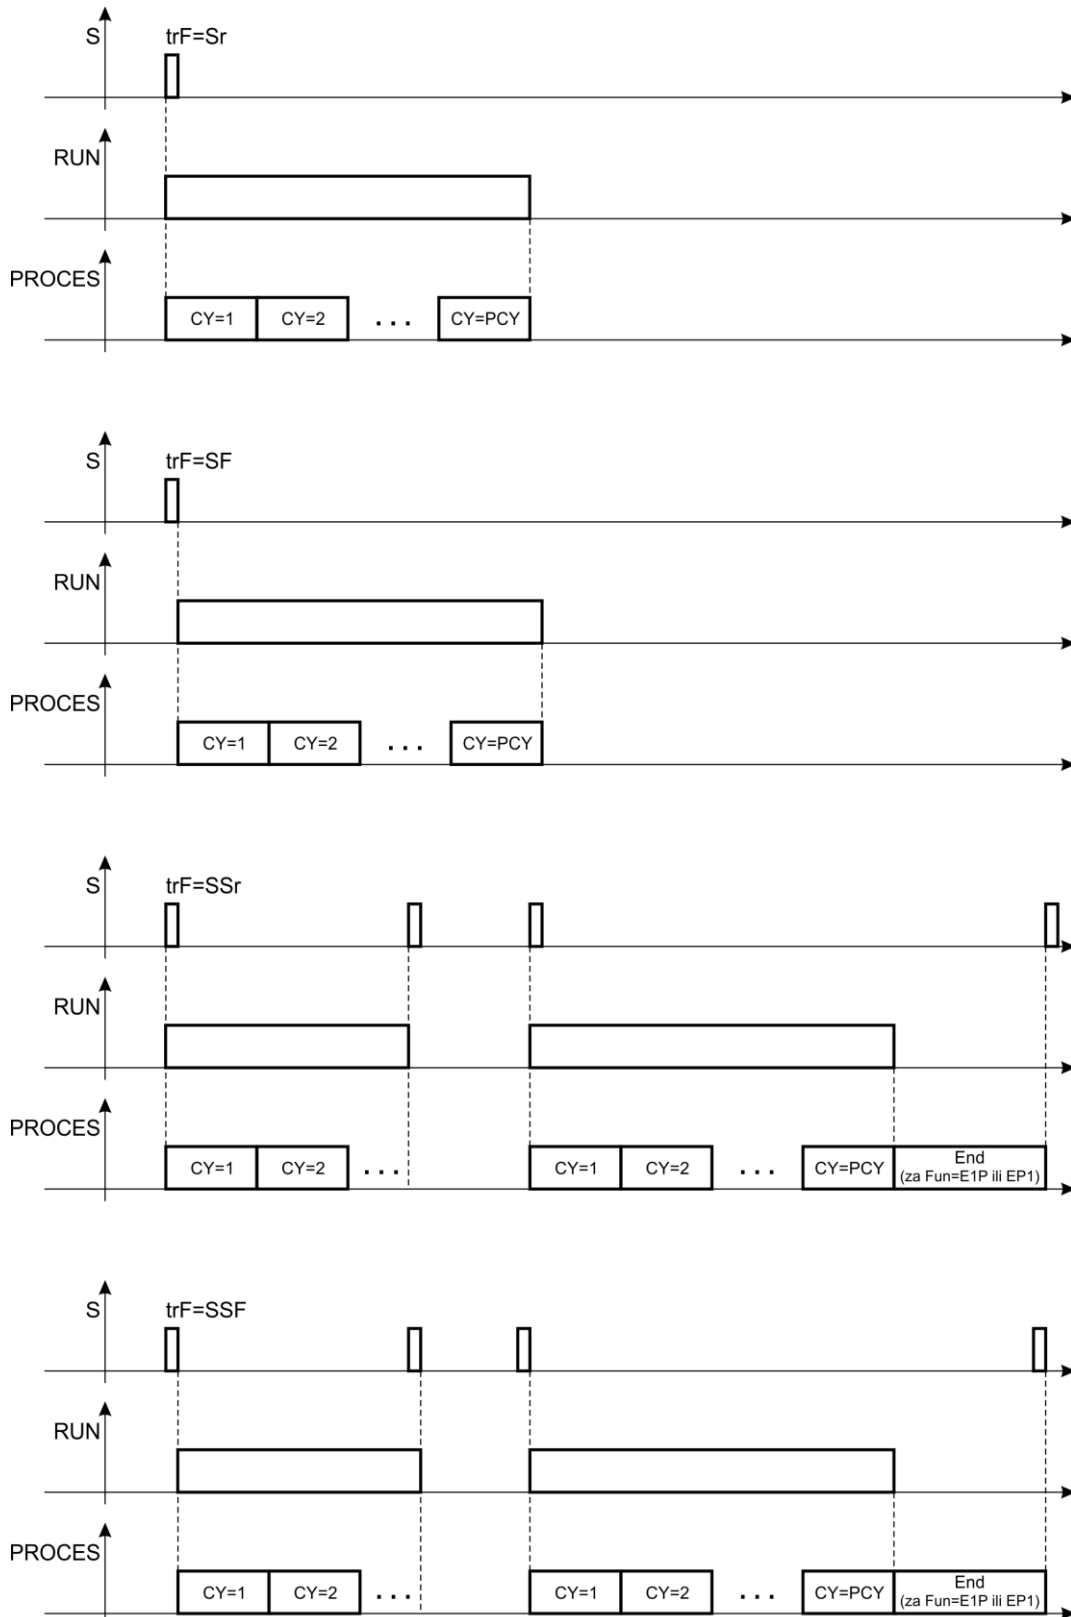 S trF=Sr
RUN
PROCES
CY=1 CY=2 ... CY=PCY
S trF=SF
RUN
PROCES
CY=1 CY=2 ... CY=PCY
S trF=SSr
RUN
PROCES
CY=1 CY=2 ... CY=1 CY=2 ... CY=PCY End
(za Fun=E1P ili EP1)
S trF=SSF
RUN
PROCES
CY=1 CY=2 ... CY=1 CY=2 ... CY=PCY End
(za Fun=E1P ili EP1)